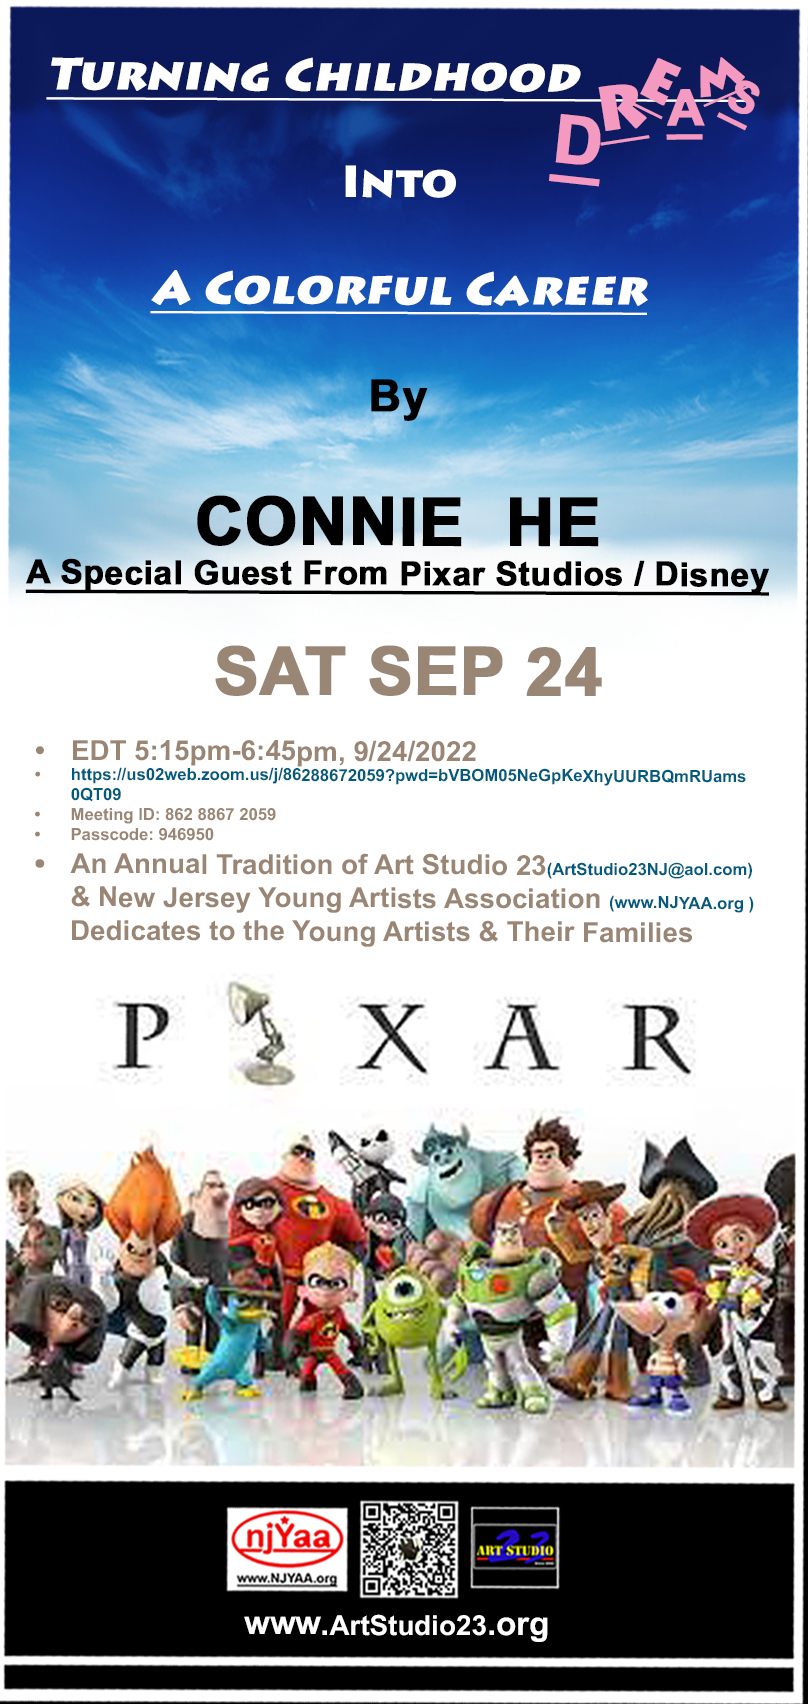 TURNING CHILDHOOD DREAMS
INTO
A COLORFUL CAREER
By
CONNIE HE
A Special Guest From Pixar Studios / Disney
SAT SEP 24
• EDT 5:15pm-6:45pm, 9/24/2022
• https://us02web.zoom.us/j/86288672059?pwd=bVBOM05NeGpKeXhyUURBQmRUams
0QT09
• Meeting ID: 862 8867 2059
• Passcode: 946950
• An Annual Tradition of Art Studio 23(ArtStudio23NJ@aol.com)
& New Jersey Young Artists Association (www.NJYAA.org )
Dedicates to the Young Artists & Their Families
P XAR
njYaa
www.NJYAA.org
23
ART STUDIO
www.ArtStudio23.org